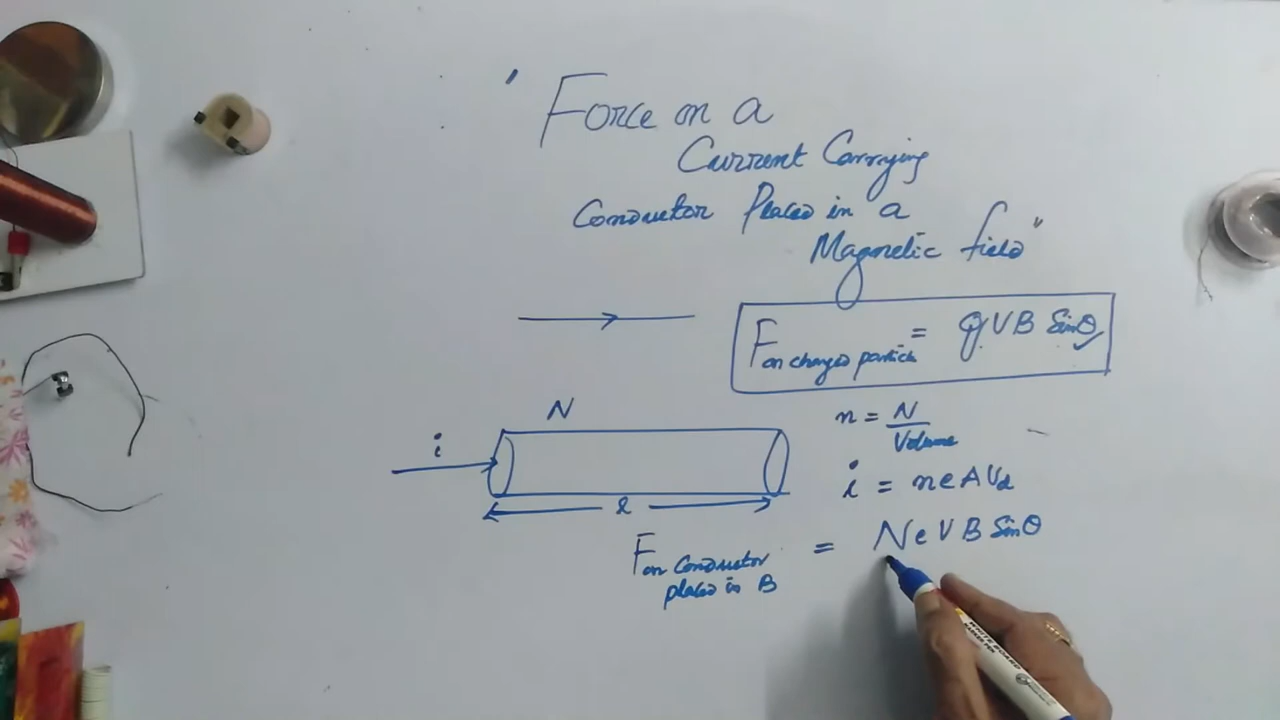 "Force on a
Current Carrying
Conductor Placed in a
Magnetic field"
F on charged particle = qVB Sinθ
N
n = N / Volume
i
i = neAVd
l
F on Conductor placed in B = NeVB Sinθ